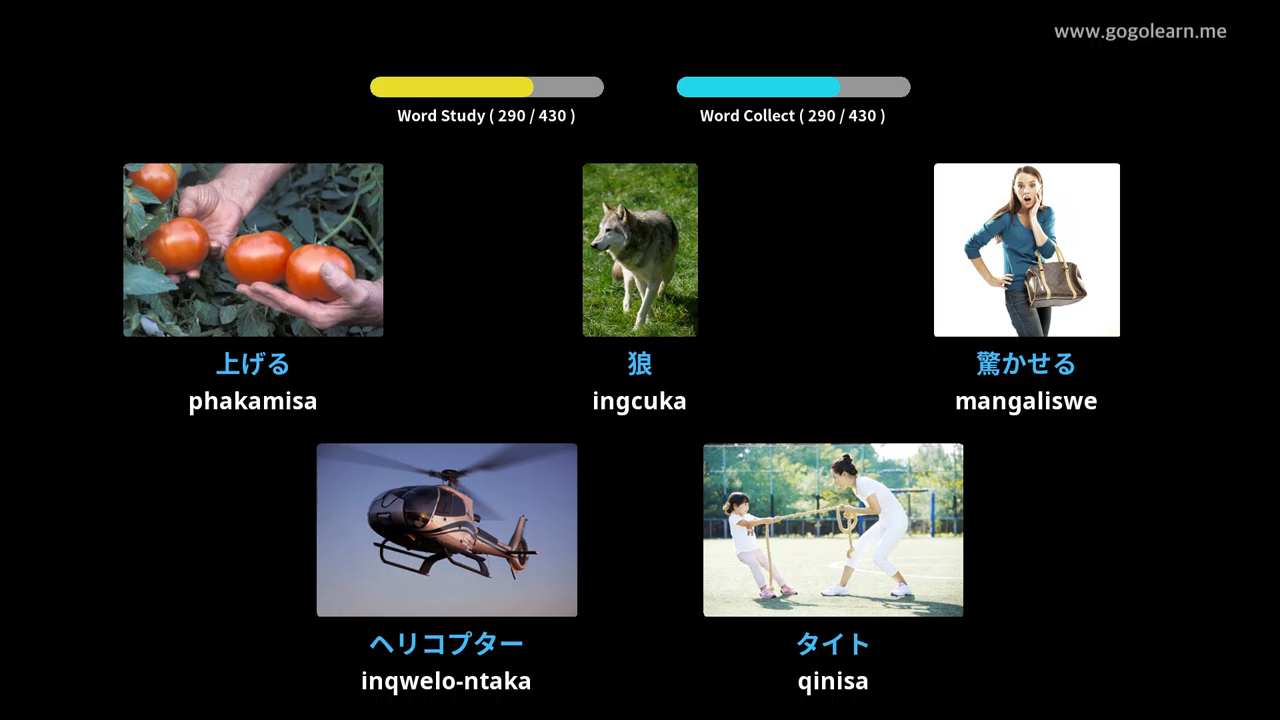 www.gogolearn.me
Word Study ( 290 / 430 )
Word Collect ( 290 / 430 )
上げる
phakamisa
狼
ingcuka
驚かせる
mangaliswe
ヘリコプター
inqwelo-ntaka
タイト
qinisa